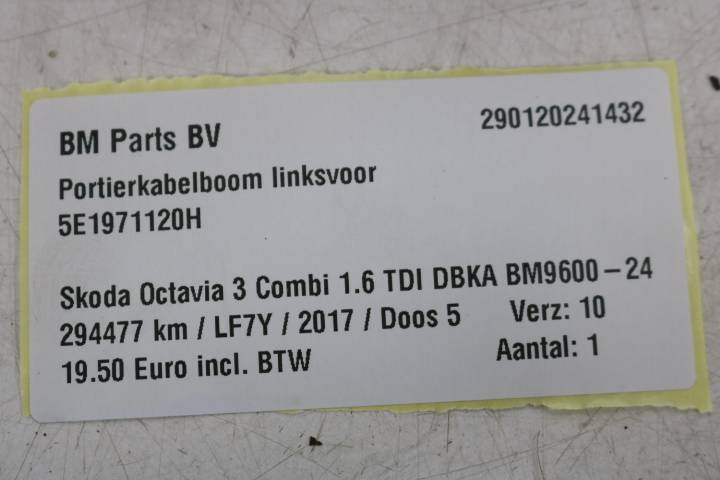 BM Parts BV 290120241432
Portierkabelboom linksvoor
5E1971120H
Skoda Octavia 3 Combi 1.6 TDI DBKA BM9600-24
294477 km / LF7Y / 2017 / Doos 5 Verz: 10
19.50 Euro incl. BTW Aantal: 1